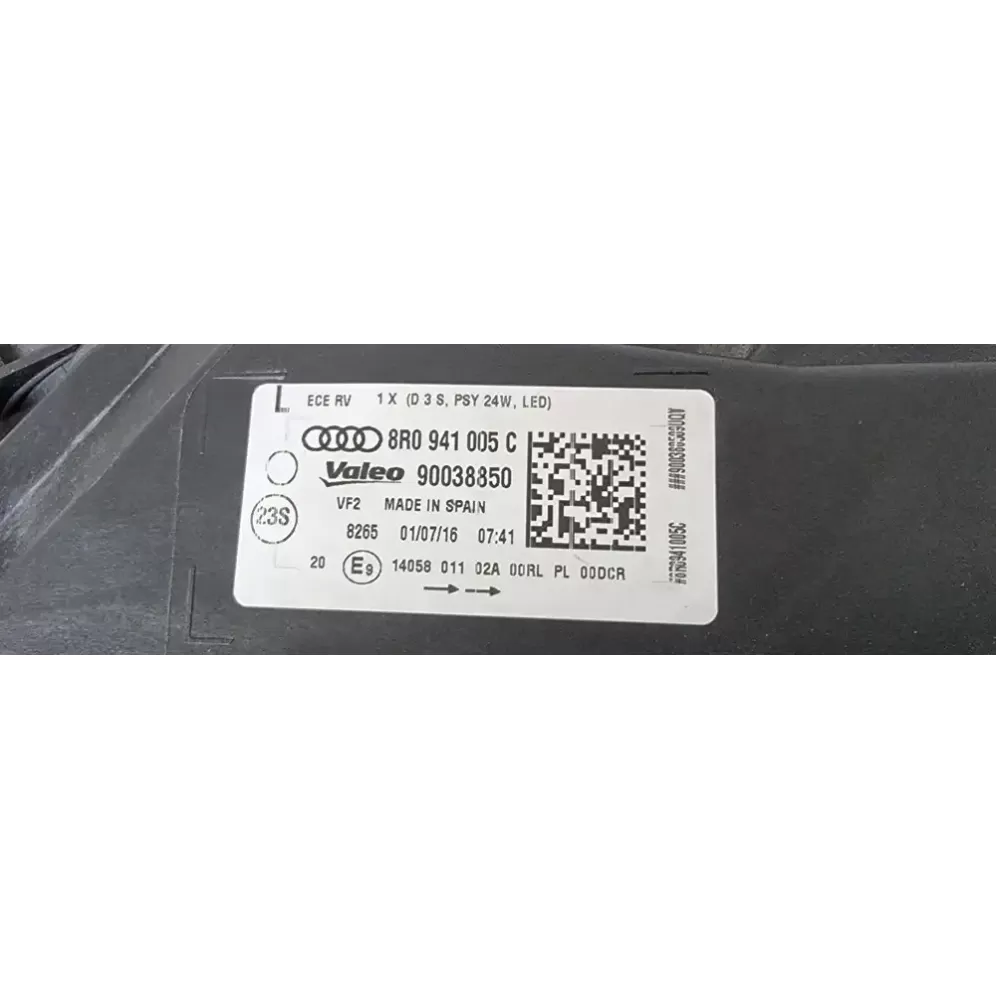 L ECE RV 1 X (D 3 S, PSY 24W, LED)
8R0 941 005 C
Valeo 90038850
VF2 MADE IN SPAIN
23S
8265 01/07/16 07:41
20 E9 14058 011 02A 00RL PL 00DCR